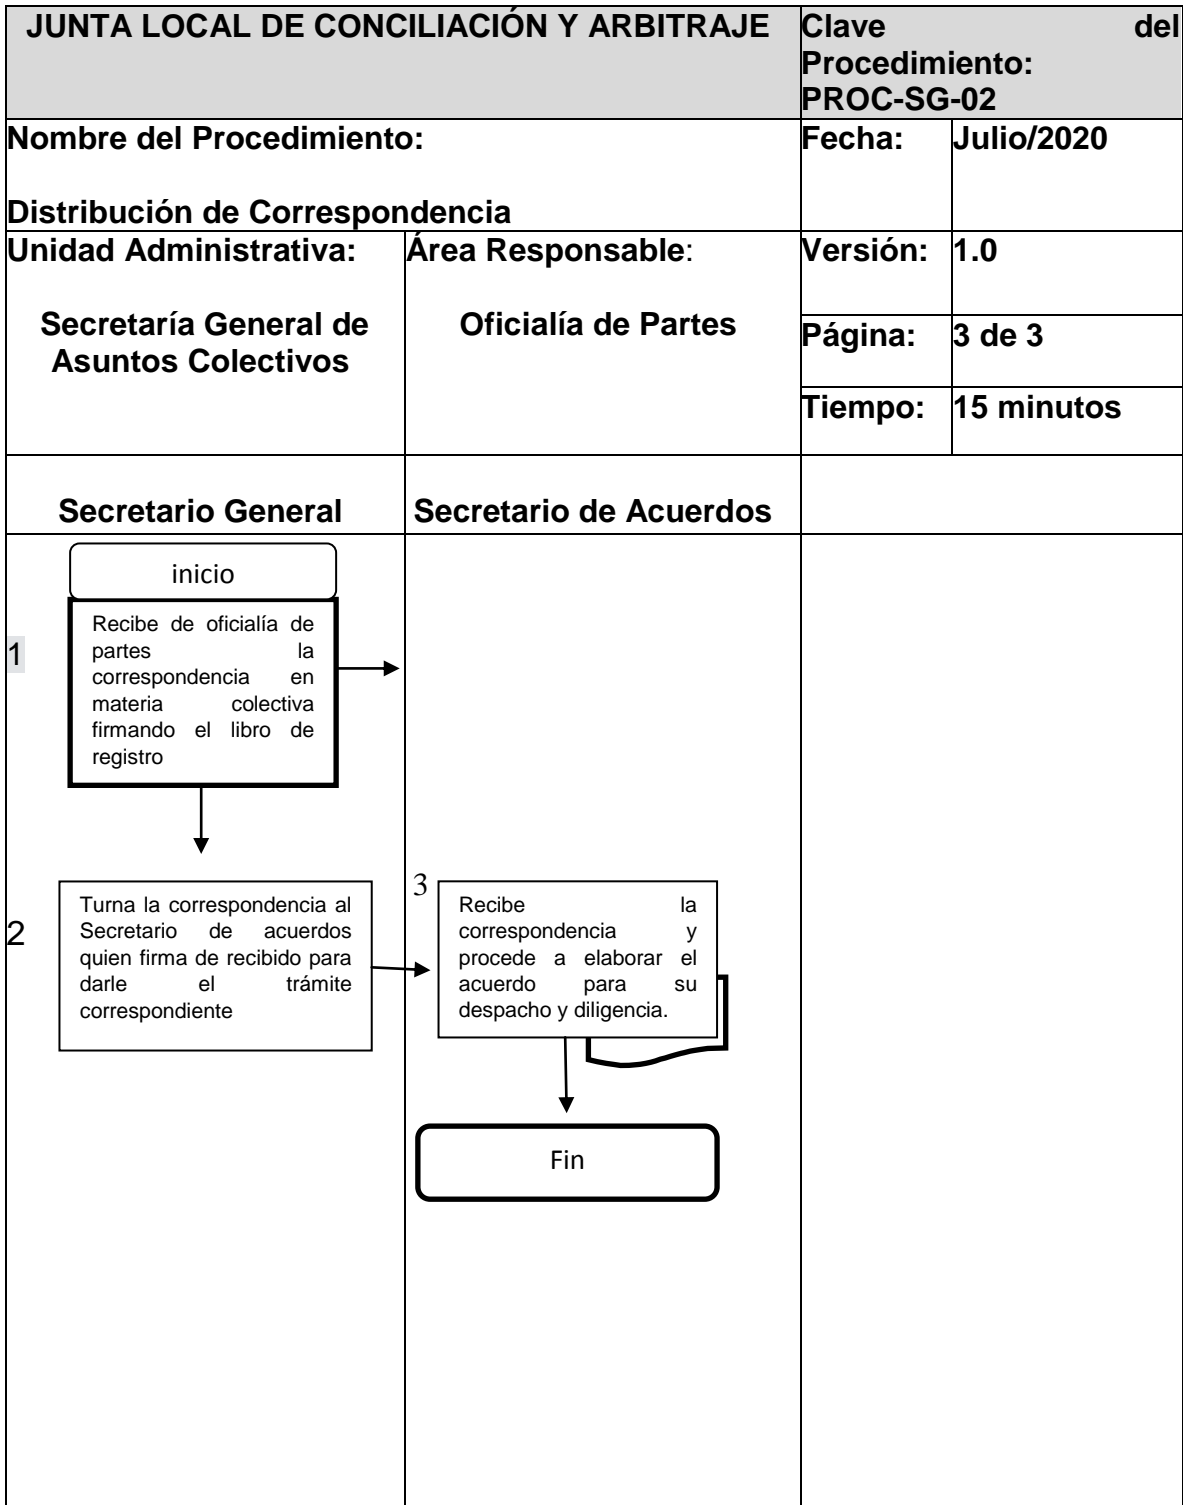 JUNTA LOCAL DE CONCILIACIÓN Y ARBITRAJE
Clave del
Procedimiento:
PROC-SG-02
Nombre del Procedimiento:
Distribución de Correspondencia
Fecha:
Julio/2020
Unidad Administrativa:
Secretaría General de
Asuntos Colectivos
Área Responsable:
Oficialía de Partes
Versión:
1.0
Página:
3 de 3
Tiempo:
15 minutos
Secretario General
Secretario de Acuerdos
inicio
1
Recibe de oficialía de
partes la
correspondencia en
materia colectiva
firmando el libro de
registro
2
Turna la correspondencia al
Secretario de acuerdos
quien firma de recibido para
darle el trámite
correspondiente
3
Recibe la
correspondencia y
procede a elaborar el
acuerdo para su
despacho y diligencia.
Fin